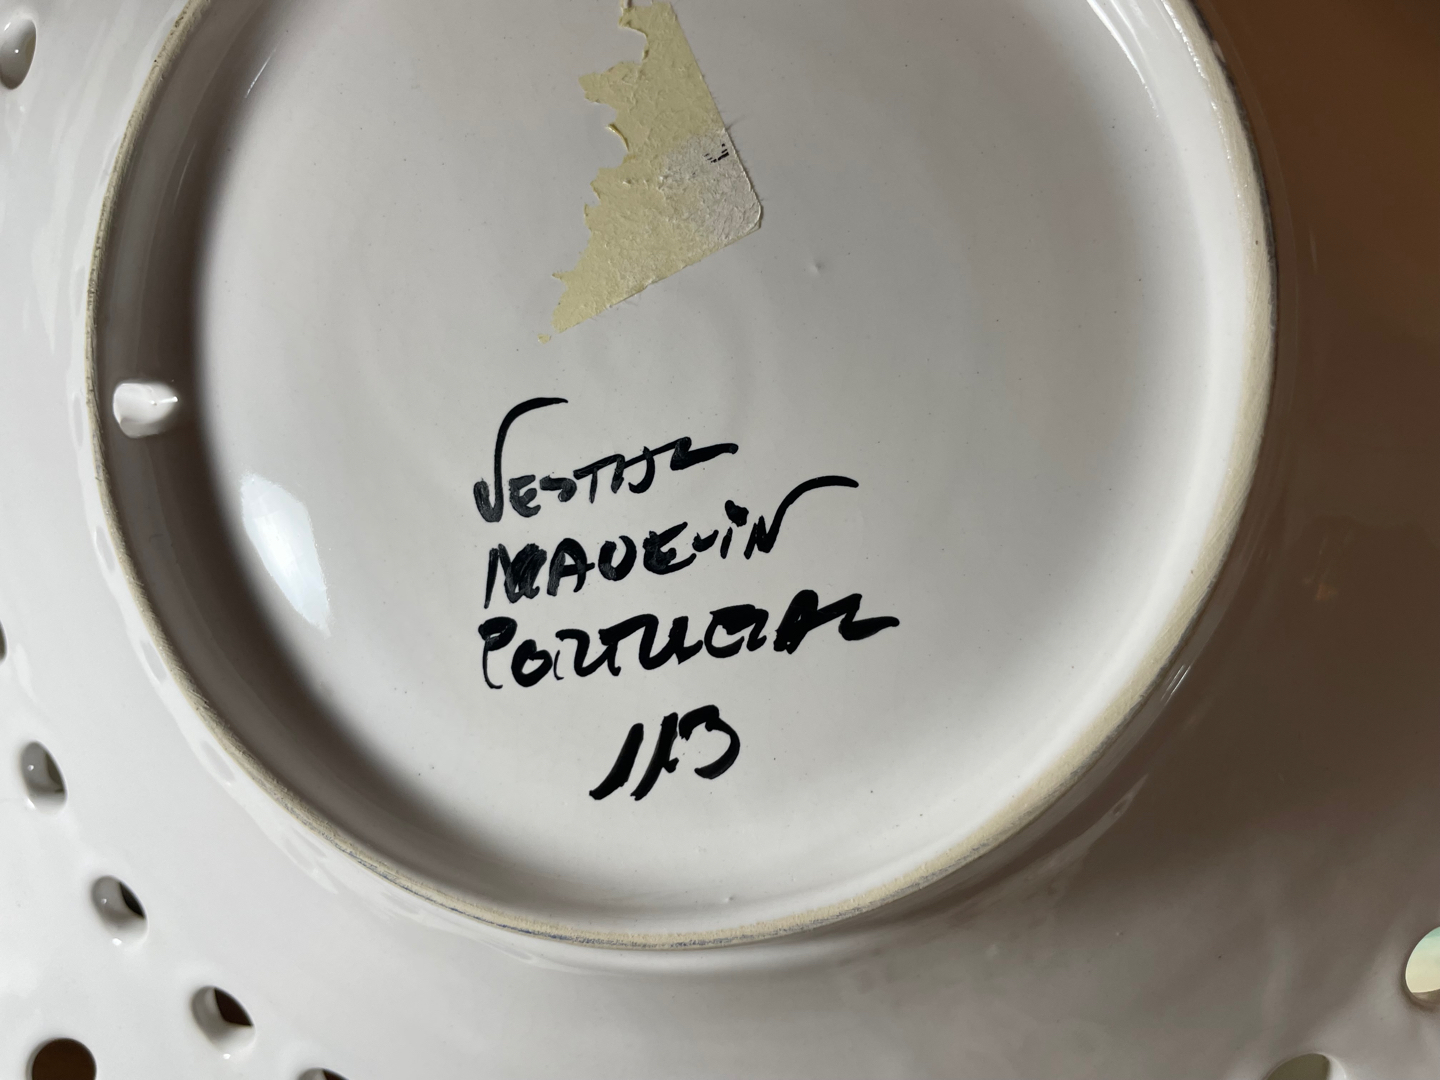 VESTAL
MADE-iN
PORTUGAL
113